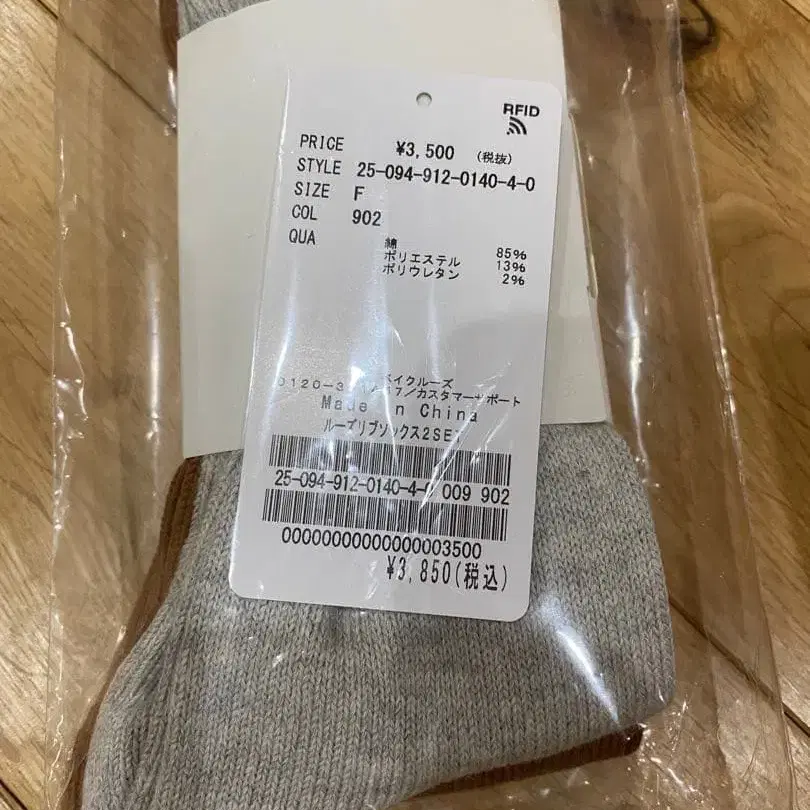 RFID
PRICE ¥3,500 (税抜)
STYLE 25-094-912-0140-4-0
SIZE F
COL 902
QUA 綿 85%
ポリエステル 13%
ポリウレタン 2%
ベイクルーズ
カスタマーサポート
Made in China
ルーズリブソックス2SET
25-094-912-0140-4-0 009 902
00000000000000003500
¥3,850(税込)